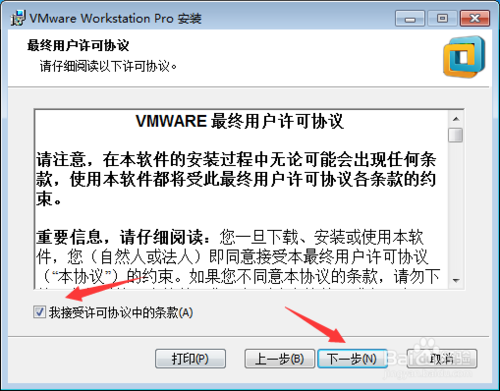 VMware Workstation Pro 安装
最终用户许可协议
请仔细阅读以下许可协议。
VMWARE 最终用户许可协议
请注意，在本软件的安装过程中无论可能会出现任何条
款，使用本软件都将受此最终用户许可协议各条款的约
束。
重要信息，请仔细阅读：您一旦下载、安装或使用本软
件，您（自然人或法人）即同意接受本最终用户许可协议
（“本协议”）的约束。如果您不同意本协议的条款，请勿下
我接受许可协议中的条款(A)
打印(P)
上一步(B)
下一步(N)
取消